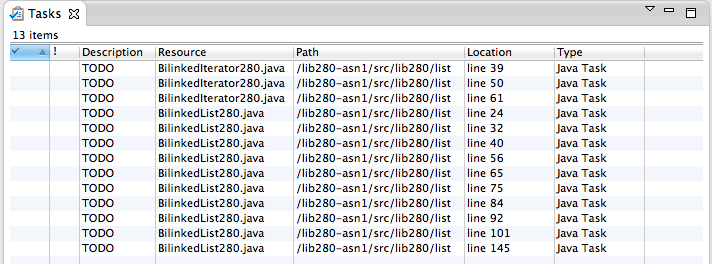 Tasks
13 items
! Description Resource Path Location Type
TODO BilinkedIterator280.java /lib280-asn1/src/lib280/list line 39 Java Task
TODO BilinkedIterator280.java /lib280-asn1/src/lib280/list line 50 Java Task
TODO BilinkedIterator280.java /lib280-asn1/src/lib280/list line 61 Java Task
TODO BilinkedList280.java /lib280-asn1/src/lib280/list line 24 Java Task
TODO BilinkedList280.java /lib280-asn1/src/lib280/list line 32 Java Task
TODO BilinkedList280.java /lib280-asn1/src/lib280/list line 40 Java Task
TODO BilinkedList280.java /lib280-asn1/src/lib280/list line 56 Java Task
TODO BilinkedList280.java /lib280-asn1/src/lib280/list line 65 Java Task
TODO BilinkedList280.java /lib280-asn1/src/lib280/list line 75 Java Task
TODO BilinkedList280.java /lib280-asn1/src/lib280/list line 84 Java Task
TODO BilinkedList280.java /lib280-asn1/src/lib280/list line 92 Java Task
TODO BilinkedList280.java /lib280-asn1/src/lib280/list line 101 Java Task
TODO BilinkedList280.java /lib280-asn1/src/lib280/list line 145 Java Task